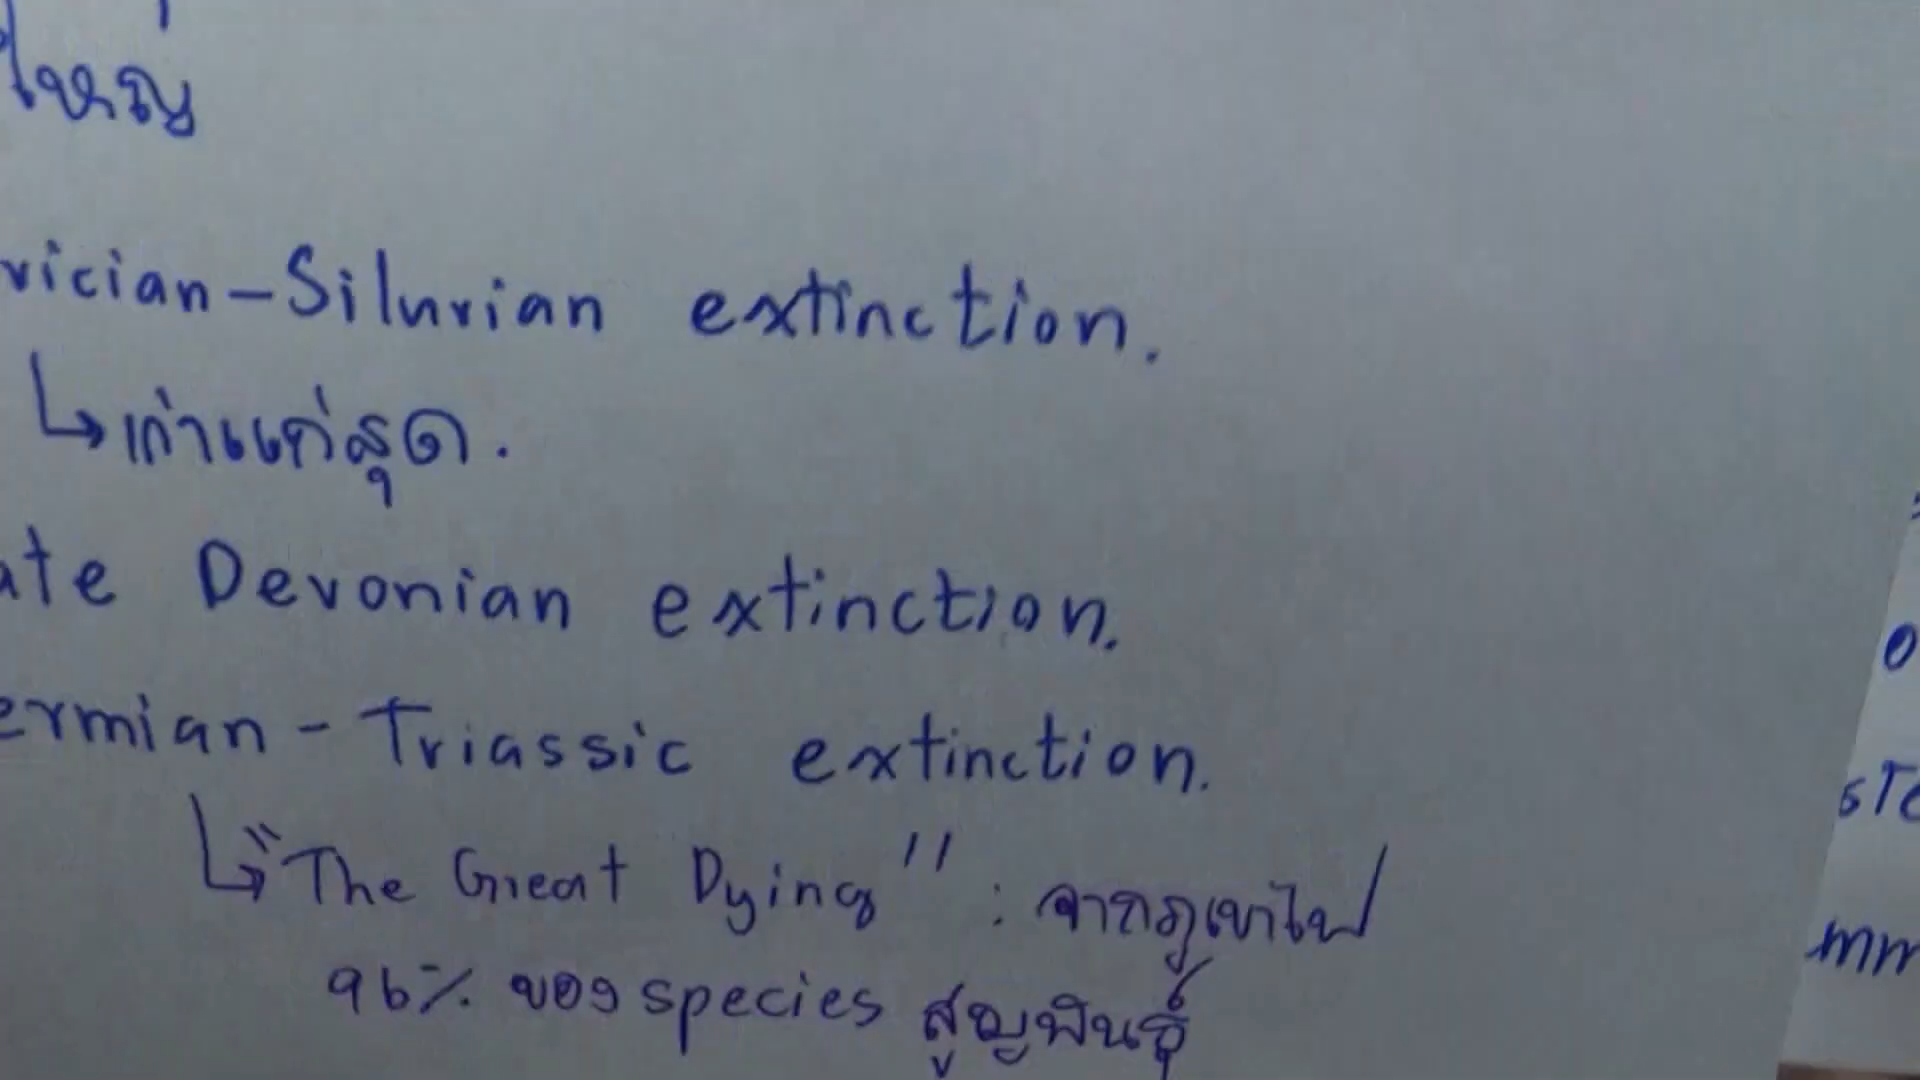 ใหญ่
vician-Silurian extinction.
↳ เก่าแก่สุด.
ate Devonian extinction.
ermian - Triassic extinction.
↳ "The Great Dying" : จากภูเขาไฟ
96% ของ species สูญพันธุ์